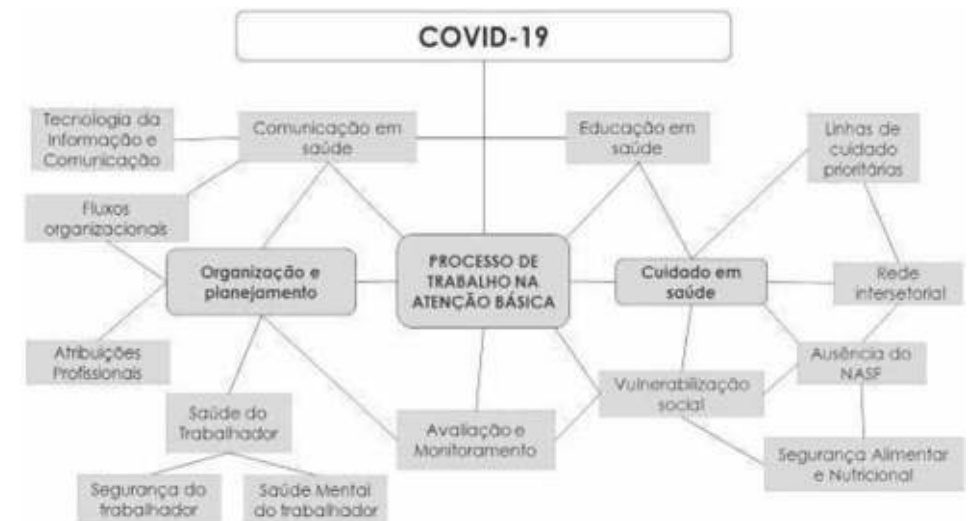 COVID-19
Tecnologia da
Informação e
Comunicação
Comunicação em
saúde
Educação em
saúde
Linhas de
cuidado
prioritárias
Fluxos
organizacionais
Organização e
planejamento
PROCESSO DE
TRABALHO NA
ATENÇÃO BÁSICA
Cuidado em
saúde
Rede
intersetorial
Atribuições
Profissionais
Ausência do
NASF
Vulnerabilização
social
Saúde do
Trabalhador
Avaliação e
Monitoramento
Segurança Alimentar
e Nutricional
Segurança do
trabalhador
Saúde Mental
do trabalhador